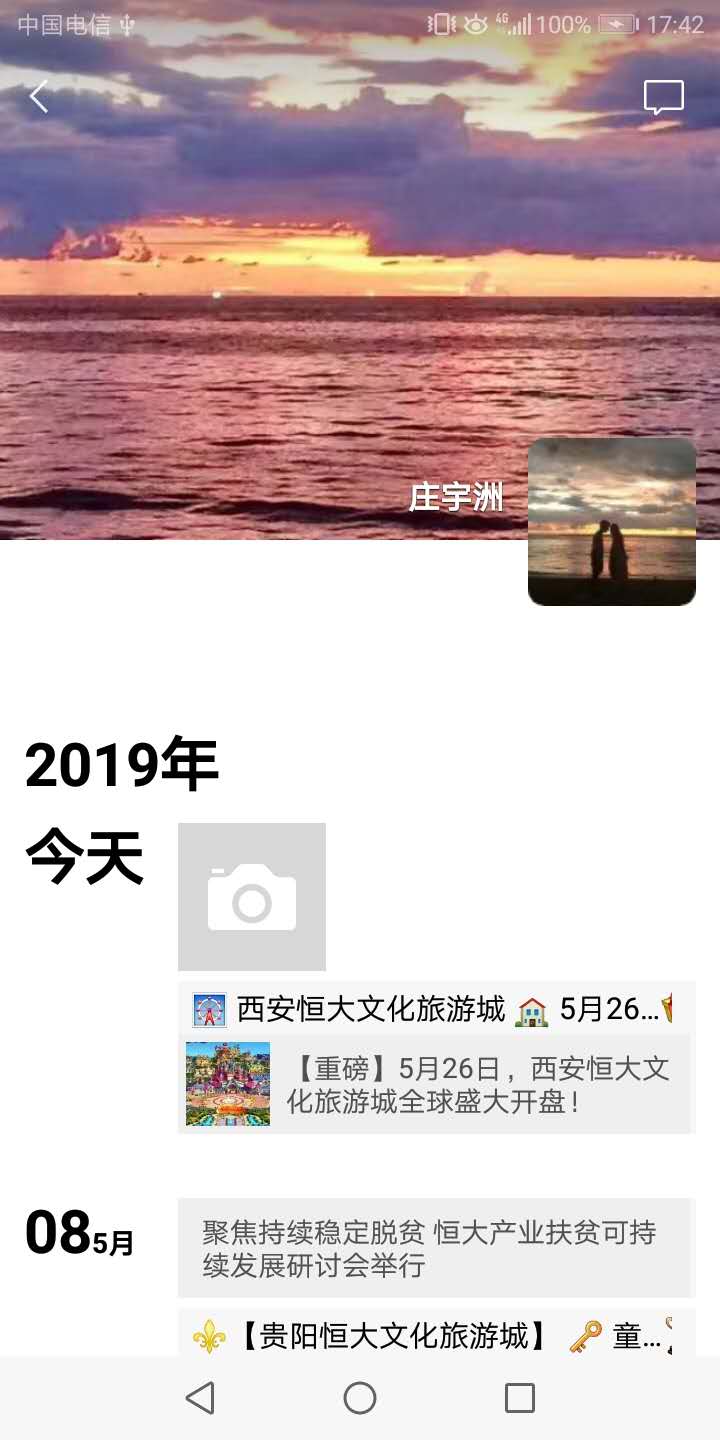 中国电信 4G 100% 17:42
庄宇洲
2019年
今天
西安恒大文化旅游城 5月26...
【重磅】5月26日，西安恒大文
化旅游城全球盛大开盘！
08 5月
聚焦持续稳定脱贫 恒大产业扶贫可持
续发展研讨会举行
【贵阳恒大文化旅游城】 童...